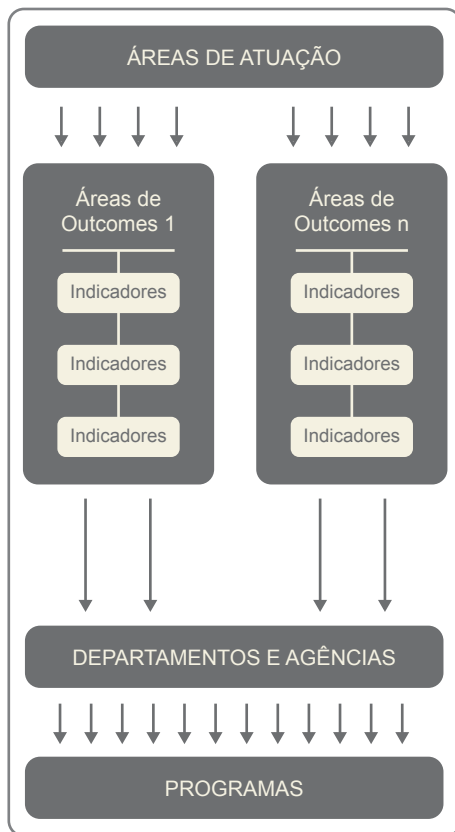 ÁREAS DE ATUAÇÃO
Áreas de
Outcomes 1
Indicadores
Indicadores
Indicadores
Áreas de
Outcomes n
Indicadores
Indicadores
Indicadores
DEPARTAMENTOS E AGÊNCIAS
PROGRAMAS